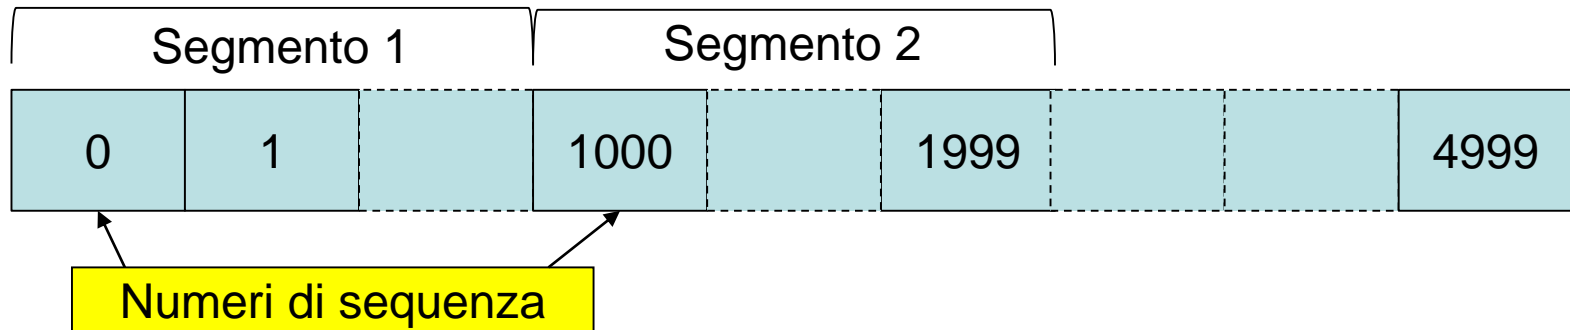 Segmento 1 Segmento 2
0 1 1000 1999 4999
Numeri di sequenza